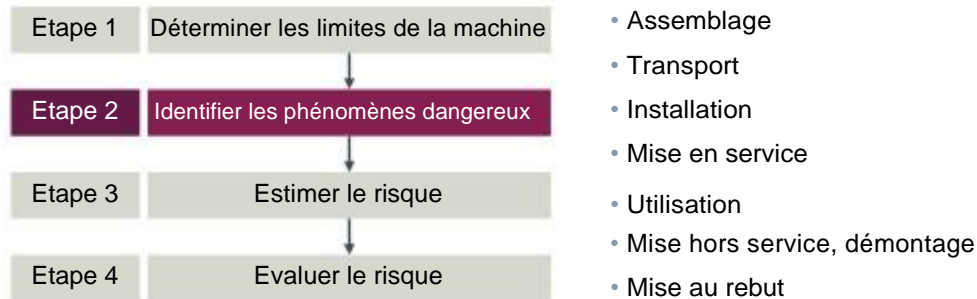 Etape 1 Déterminer les limites de la machine
Etape 2 Identifier les phénomènes dangereux
Etape 3 Estimer le risque
Etape 4 Evaluer le risque
• Assemblage
• Transport
• Installation
• Mise en service
• Utilisation
• Mise hors service, démontage
• Mise au rebut